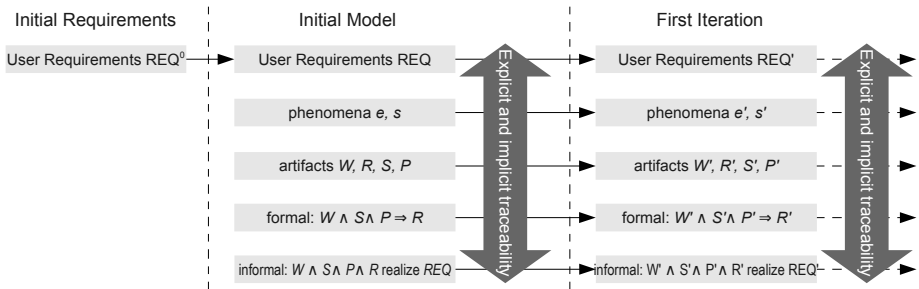 Initial Requirements
Initial Model
First Iteration
User Requirements REQ⁰
User Requirements REQ
User Requirements REQ'
phenomena e, s
phenomena e', s'
artifacts W, R, S, P
artifacts W', R', S', P'
formal: W ∧ S∧ P ⇒ R
formal: W' ∧ S'∧ P' ⇒ R'
informal: W ∧ S∧ P∧ R realize REQ
informal: W' ∧ S'∧ P'∧ R' realize REQ'
Explicit and implicit traceability
Explicit and implicit traceability